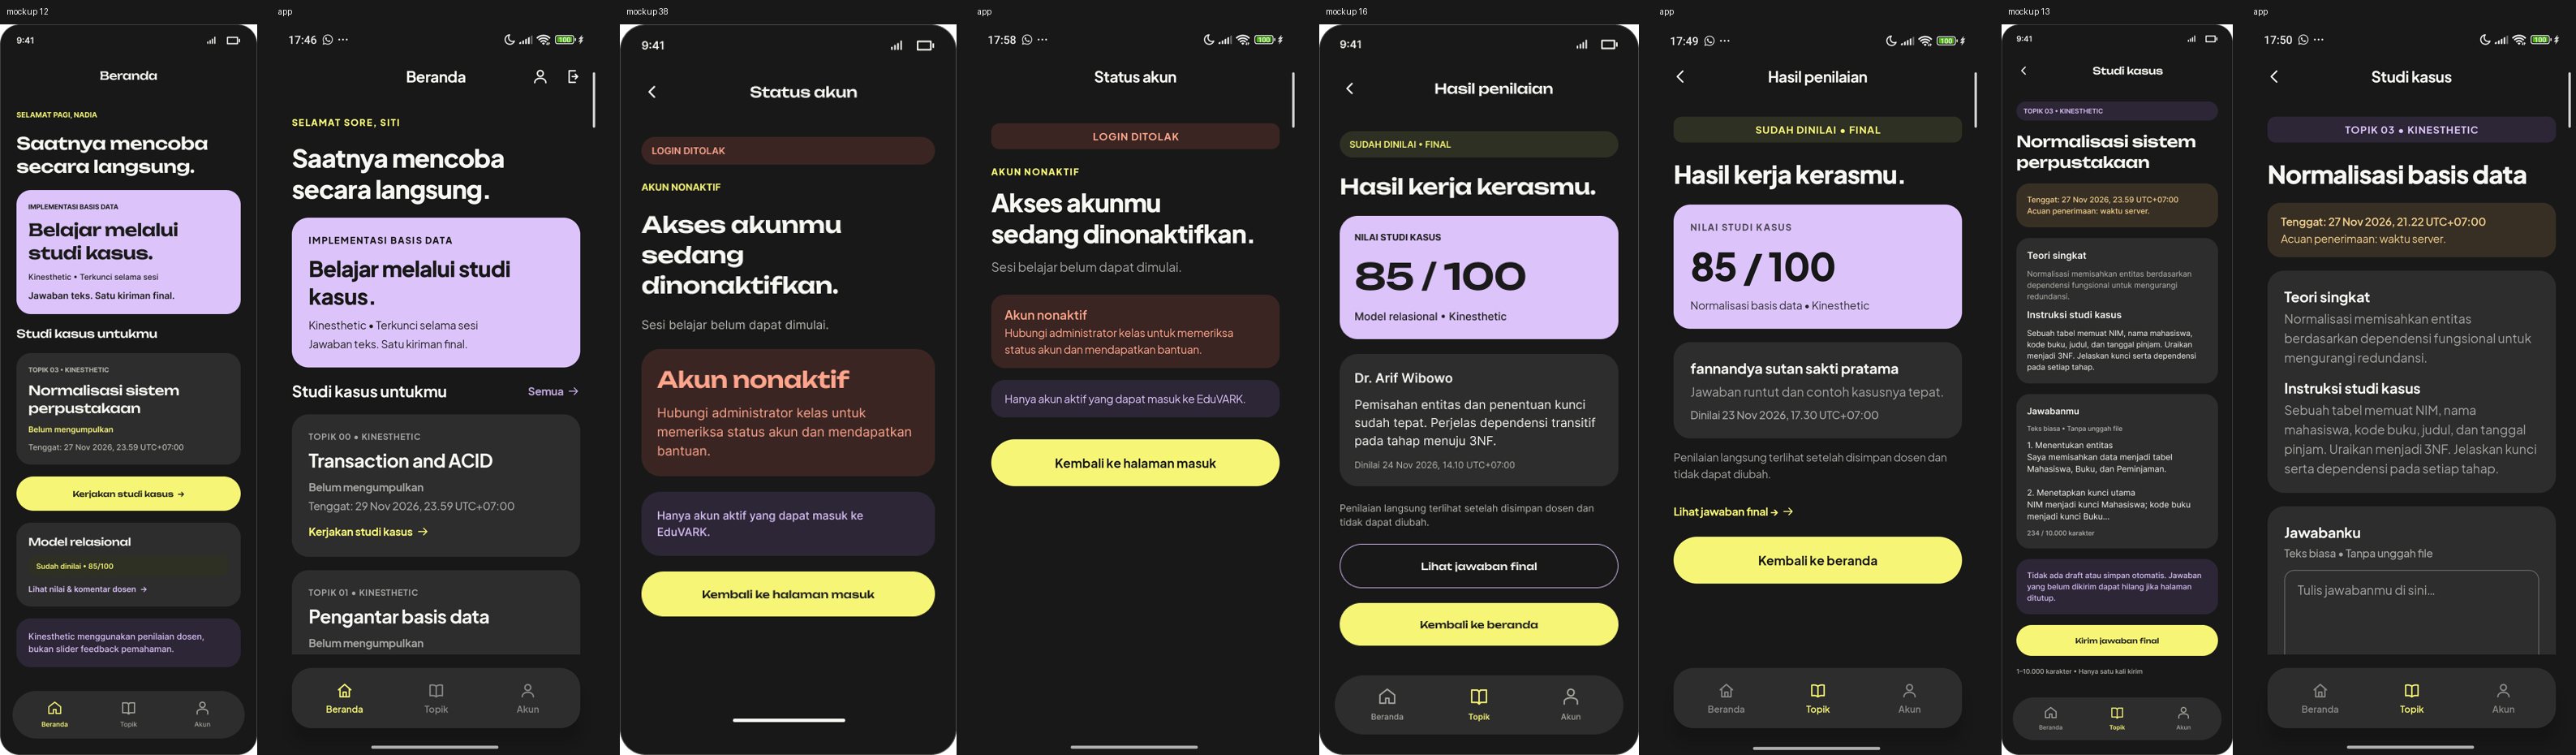 mockup 12
9:41
Beranda
SELAMAT PAGI, NADIA
Saatnya mencoba
secara langsung.
IMPLEMENTASI BASIS DATA
Belajar melalui
studi kasus.
Kinesthetic • Terkunci selama sesi
Jawaban teks. Satu kiriman final.
Studi kasus untukmu
TOPIK 03 • KINESTHETIC
Normalisasi sistem
perpustakaan
Belum mengumpulkan
Tenggat: 27 Nov 2026, 23.59 UTC+07:00
Kerjakan studi kasus →
Model relasional
Sudah dinilai • 85/100
Lihat nilai & komentar dosen →
Kinesthetic menggunakan penilaian dosen,
bukan slider feedback pemahaman.
Beranda
Topik
Akun
app
17:46 ···
100
Beranda
SELAMAT SORE, SITI
Saatnya mencoba
secara langsung.
IMPLEMENTASI BASIS DATA
Belajar melalui studi
kasus.
Kinesthetic • Terkunci selama sesi
Jawaban teks. Satu kiriman final.
Studi kasus untukmu
Semua →
TOPIK 00 • KINESTHETIC
Transaction and ACID
Belum mengumpulkan
Tenggat: 29 Nov 2026, 23.59 UTC+07:00
Kerjakan studi kasus →
TOPIK 01 • KINESTHETIC
Pengantar basis data
Belum mengumpulkan
Beranda
Topik
Akun
mockup 38
9:41
Status akun
LOGIN DITOLAK
AKUN NONAKTIF
Akses akunmu
sedang
dinonaktifkan.
Sesi belajar belum dapat dimulai.
Akun nonaktif
Hubungi administrator kelas untuk
memeriksa status akun dan mendapatkan
bantuan.
Hanya akun aktif yang dapat masuk ke
EduVARK.
Kembali ke halaman masuk
app
17:58 ···
100
Status akun
LOGIN DITOLAK
AKUN NONAKTIF
Akses akunmu
sedang dinonaktifkan.
Sesi belajar belum dapat dimulai.
Akun nonaktif
Hubungi administrator kelas untuk memeriksa
status akun dan mendapatkan bantuan.
Hanya akun aktif yang dapat masuk ke EduVARK.
Kembali ke halaman masuk
mockup 16
9:41
Hasil penilaian
SUDAH DINILAI • FINAL
Hasil kerja kerasmu.
NILAI STUDI KASUS
85 / 100
Model relasional • Kinesthetic
Dr. Arif Wibowo
Pemisahan entitas dan penentuan kunci
sudah tepat. Perjelas dependensi transitif
pada tahap menuju 3NF.
Dinilai 24 Nov 2026, 14.10 UTC+07:00
Penilaian langsung terlihat setelah disimpan dosen dan
tidak dapat diubah.
Lihat jawaban final
Kembali ke beranda
Beranda
Topik
Akun
app
17:49 ···
100
Hasil penilaian
SUDAH DINILAI • FINAL
Hasil kerja kerasmu.
NILAI STUDI KASUS
85 / 100
Normalisasi basis data • Kinesthetic
fannandya sutan sakti pratama
Jawaban runtut dan contoh kasusnya tepat.
Dinilai 23 Nov 2026, 17.30 UTC+07:00
Penilaian langsung terlihat setelah disimpan dosen dan
tidak dapat diubah.
Lihat jawaban final → →
Kembali ke beranda
Beranda
Topik
Akun
mockup 13
9:41
Studi kasus
TOPIK 03 • KINESTHETIC
Normalisasi sistem
perpustakaan
Tenggat: 27 Nov 2026, 23.59 UTC+07:00
Acuan penerimaan: waktu server.
Teori singkat
Normalisasi memisahkan entitas berdasarkan
dependensi fungsional untuk mengurangi
redundansi.
Instruksi studi kasus
Sebuah tabel memuat NIM, nama mahasiswa,
kode buku, judul, dan tanggal pinjam. Uraikan
menjadi 3NF. Jelaskan kunci serta dependensi
pada setiap tahap.
Jawabanmu
Teks biasa • Tanpa unggah file
1. Menentukan entitas
Saya memisahkan data menjadi tabel
Mahasiswa, Buku, dan Peminjaman.
2. Menetapkan kunci utama
NIM menjadi kunci Mahasiswa; kode buku
menjadi kunci Buku...
234 / 10.000 karakter
Tidak ada draft atau simpan otomatis. Jawaban
yang belum dikirim dapat hilang jika halaman
ditutup.
Kirim jawaban final
1–10.000 karakter • Hanya satu kali kirim
Beranda
Topik
Akun
app
17:50 ···
100
Studi kasus
TOPIK 03 • KINESTHETIC
Normalisasi basis data
Tenggat: 27 Nov 2026, 21.22 UTC+07:00
Acuan penerimaan: waktu server.
Teori singkat
Normalisasi memisahkan entitas
berdasarkan dependensi fungsional untuk
mengurangi redundansi.
Instruksi studi kasus
Sebuah tabel memuat NIM, nama
mahasiswa, kode buku, judul, dan tanggal
pinjam. Uraikan menjadi 3NF. Jelaskan kunci
serta dependensi pada setiap tahap.
Jawabanku
Teks biasa • Tanpa unggah file
Tulis jawabanmu di sini…
Beranda
Topik
Akun